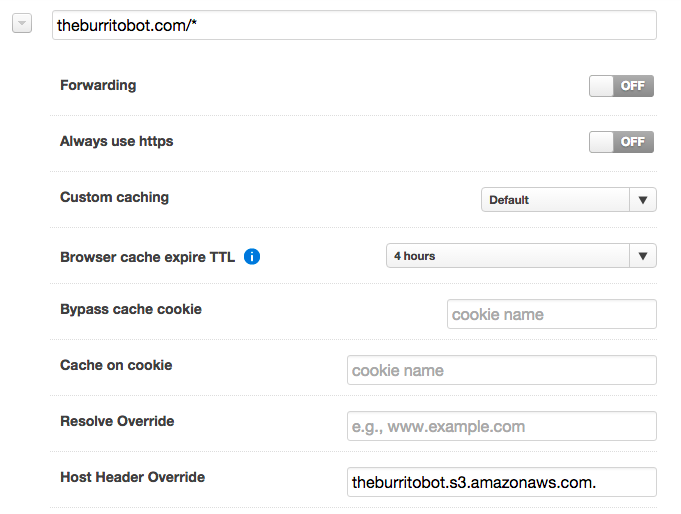 theburritobot.com/*
Forwarding OFF
Always use https OFF
Custom caching Default
Browser cache expire TTL i 4 hours
Bypass cache cookie cookie name
Cache on cookie cookie name
Resolve Override e.g., www.example.com
Host Header Override theburritobot.s3.amazonaws.com.